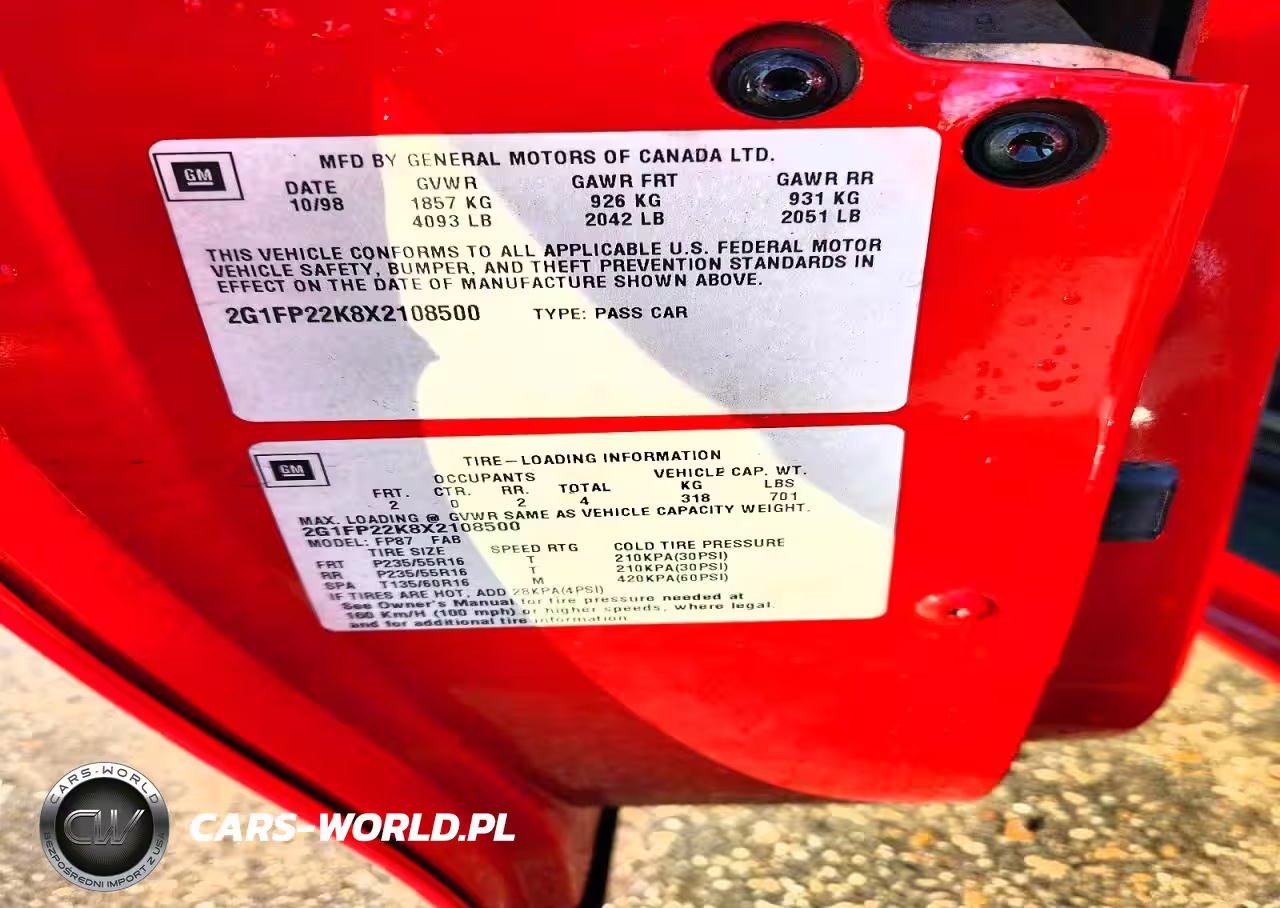 GM
MFD BY GENERAL MOTORS OF CANADA LTD.
DATE GVWR GAWR FRT GAWR RR
10/98 1857 KG 926 KG 931 KG
4093 LB 2042 LB 2051 LB
THIS VEHICLE CONFORMS TO ALL APPLICABLE U.S. FEDERAL MOTOR
VEHICLE SAFETY, BUMPER, AND THEFT PREVENTION STANDARDS IN
EFFECT ON THE DATE OF MANUFACTURE SHOWN ABOVE.
2G1FP22K8X2108500 TYPE: PASS CAR
GM
TIRE-LOADING INFORMATION
OCCUPANTS VEHICLE CAP. WT.
FRT. CTR. RR. TOTAL KG LBS
2 0 2 4 318 701
MAX. LOADING @ GVWR SAME AS VEHICLE CAPACITY WEIGHT.
2G1FP22K8X2108500
MODEL: FP87 FAB
TIRE SIZE SPEED RTG COLD TIRE PRESSURE
FRT P235/55R16 T 210KPA(30PSI)
RR P235/55R16 T 210KPA(30PSI)
SPA T135/60R16 M 420KPA(60PSI)
IF TIRES ARE HOT, ADD 28KPA(4PSI)
See Owner's Manual for tire pressure needed at
160 Km/H (100 mph) or higher speeds, where legal.
and for additional tire information.
CARS-WORLD
CW
BEZPOŚREDNI IMPORT Z USA
CARS-WORLD.PL